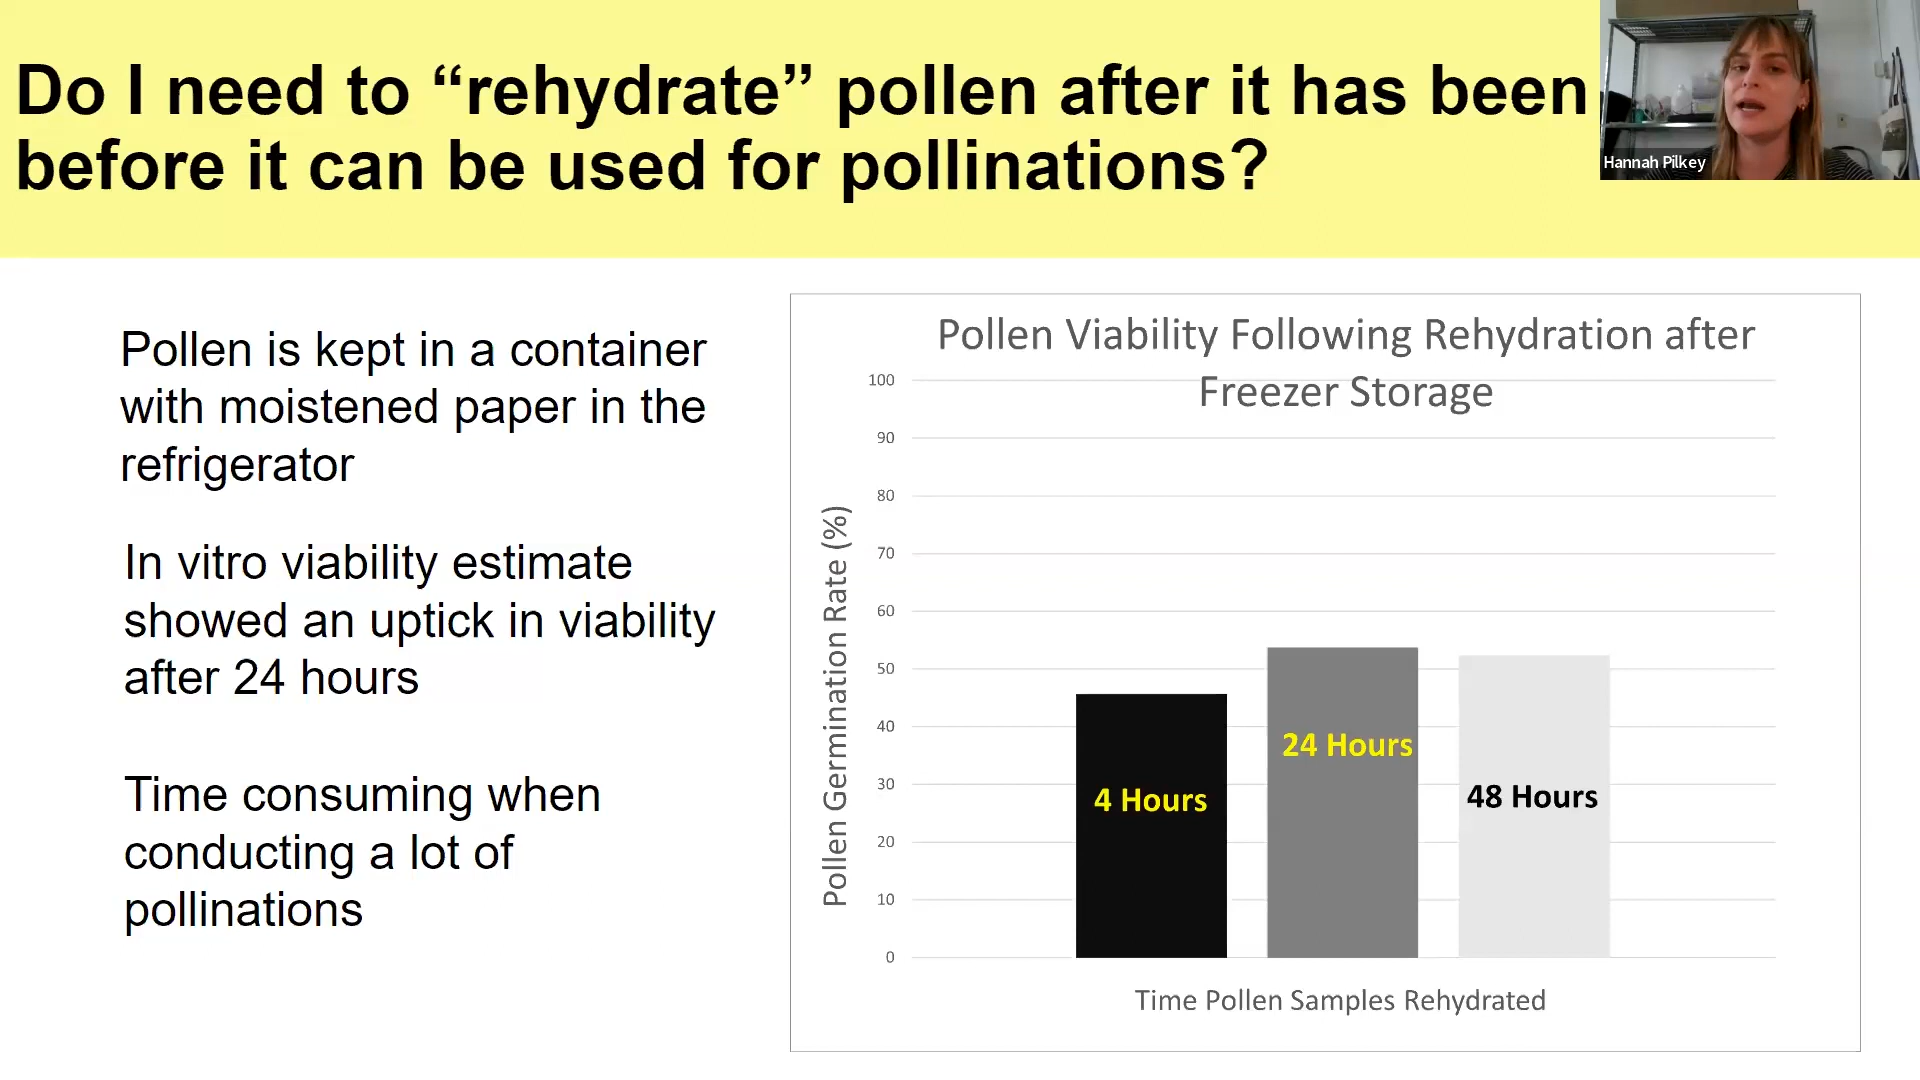 Do I need to “rehydrate” pollen after it has been
before it can be used for pollinations?
Hannah Pilkey
Pollen is kept in a container
with moistened paper in the
refrigerator
In vitro viability estimate
showed an uptick in viability
after 24 hours
Time consuming when
conducting a lot of
pollinations
Pollen Viability Following Rehydration after
Freezer Storage
Pollen Germination Rate (%)
100
90
80
70
60
50
40
30
20
10
0
4 Hours
24 Hours
48 Hours
Time Pollen Samples Rehydrated